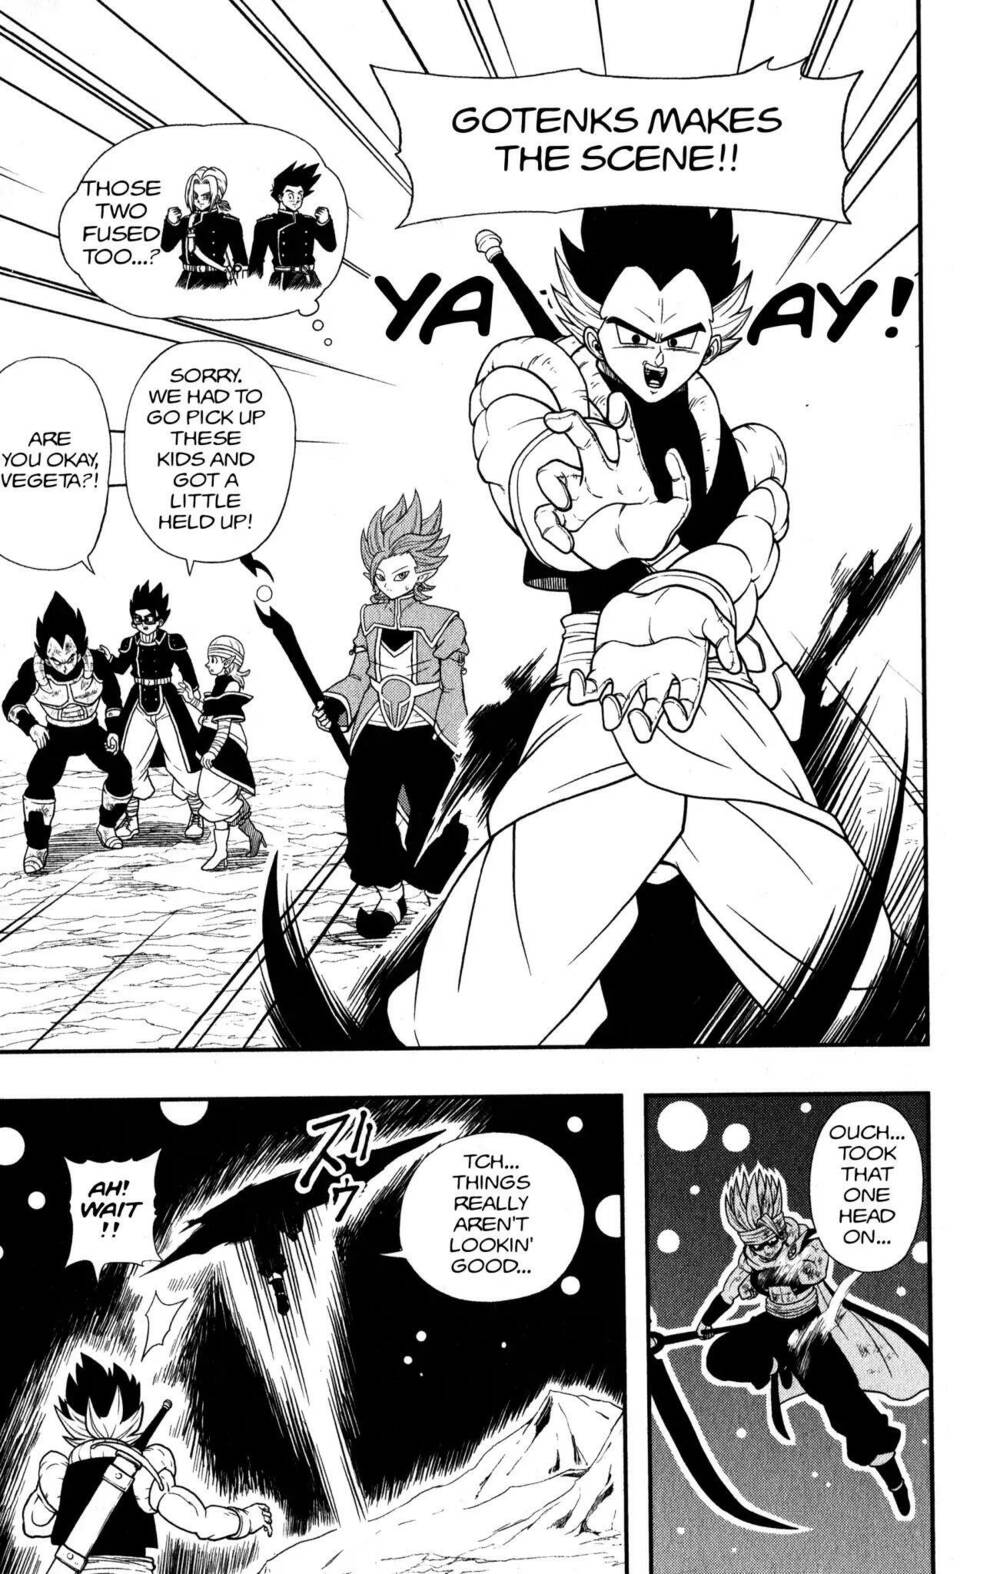 GOTENKS MAKES
THE SCENE!!
YA AY!
THOSE
TWO
FUSED
TOO...?
SORRY.
WE HAD TO
GO PICK UP
THESE
KIDS AND
GOT A
LITTLE
HELD UP!
ARE
YOU OKAY,
VEGETA?!
OUCH...
TOOK
THAT
ONE
HEAD
ON...
TCH...
THINGS
REALLY
AREN'T
LOOKIN'
GOOD...
ズゥ
AH!
WAIT
!!